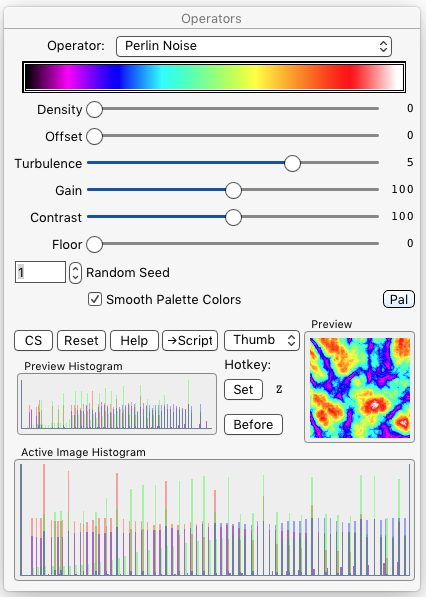 Operators
Operator: Perlin Noise
Density 0
Offset 0
Turbulence 5
Gain 100
Contrast 100
Floor 0
1 Random Seed
Smooth Palette Colors Pal
CS Reset Help →Script Thumb Preview
Preview Histogram Hotkey:
Set z
Before
Active Image Histogram